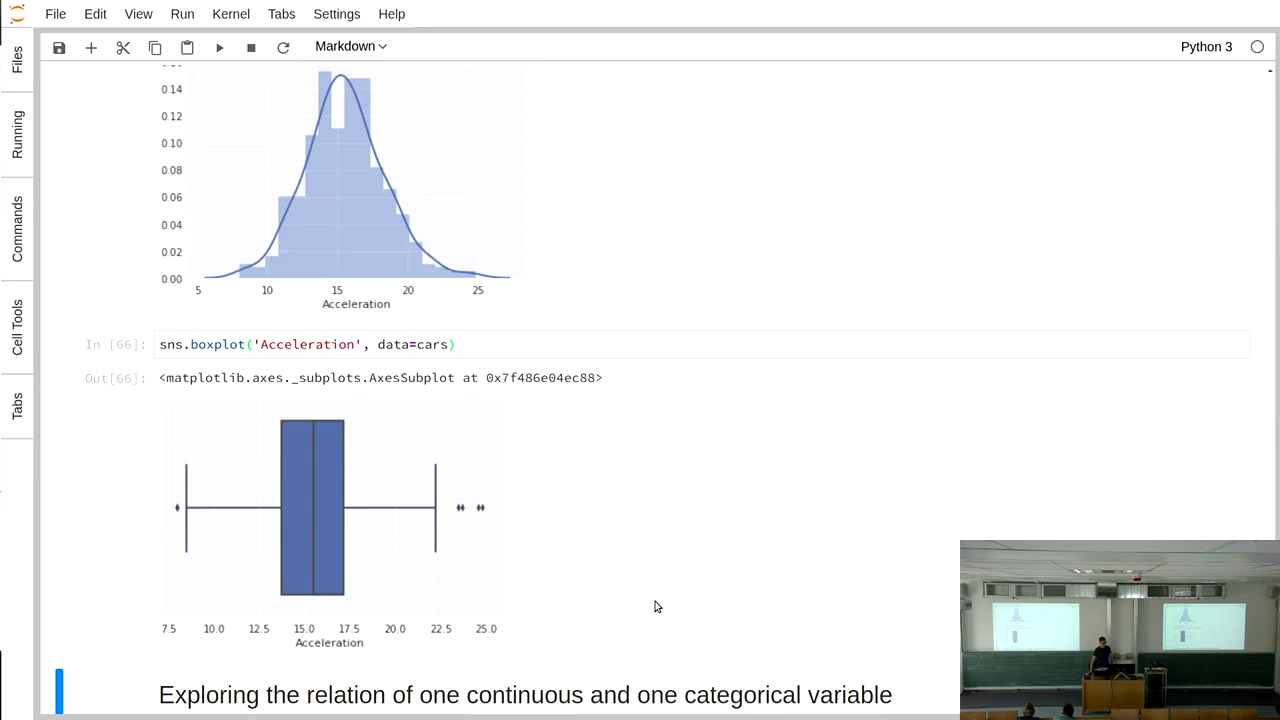 File Edit View Run Kernel Tabs Settings Help
Markdown
Python 3
Files
Running
Commands
Cell Tools
Tabs
0.14
0.12
0.10
0.08
0.06
0.04
0.02
0.00
5 10 15 20 25
Acceleration
In [66]: sns.boxplot('Acceleration', data=cars)
Out[66]: <matplotlib.axes._subplots.AxesSubplot at 0x7f486e04ec88>
7.5 10.0 12.5 15.0 17.5 20.0 22.5 25.0
Acceleration
Exploring the relation of one continuous and one categorical variable